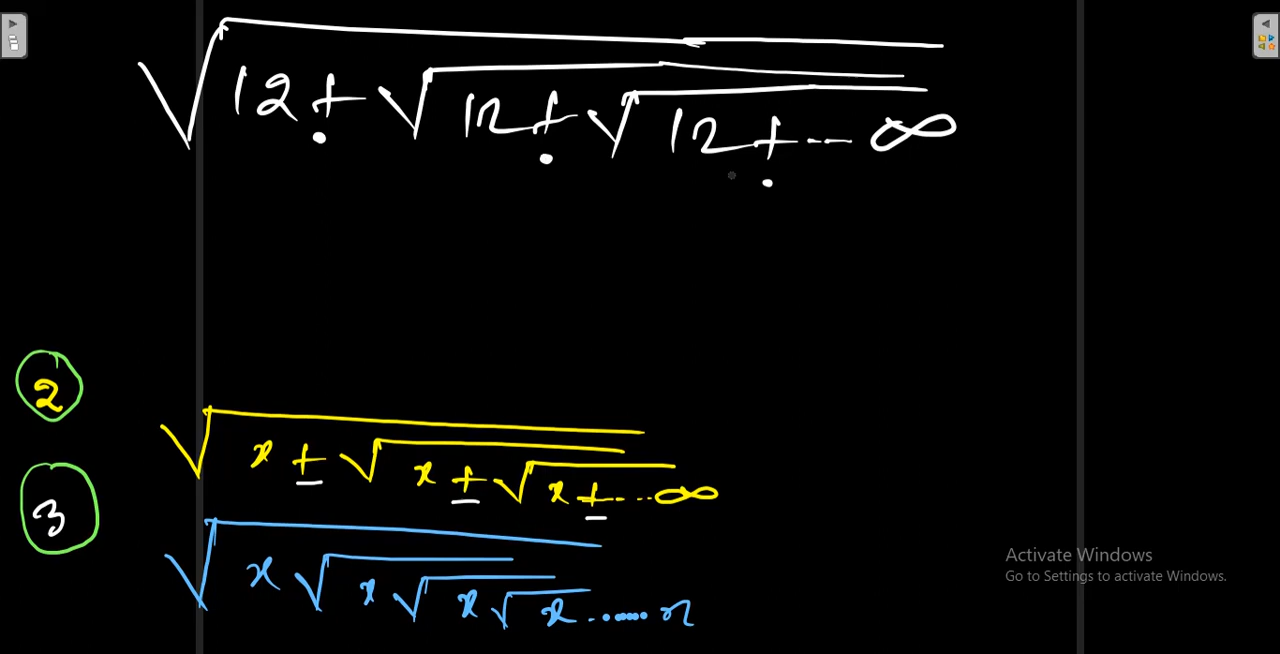 √(12+√(12+√(12+--∞
2
√(x±√(x±√(x±...∞
3
√(x√(x√(x√x.......n
Activate Windows
Go to Settings to activate Windows.